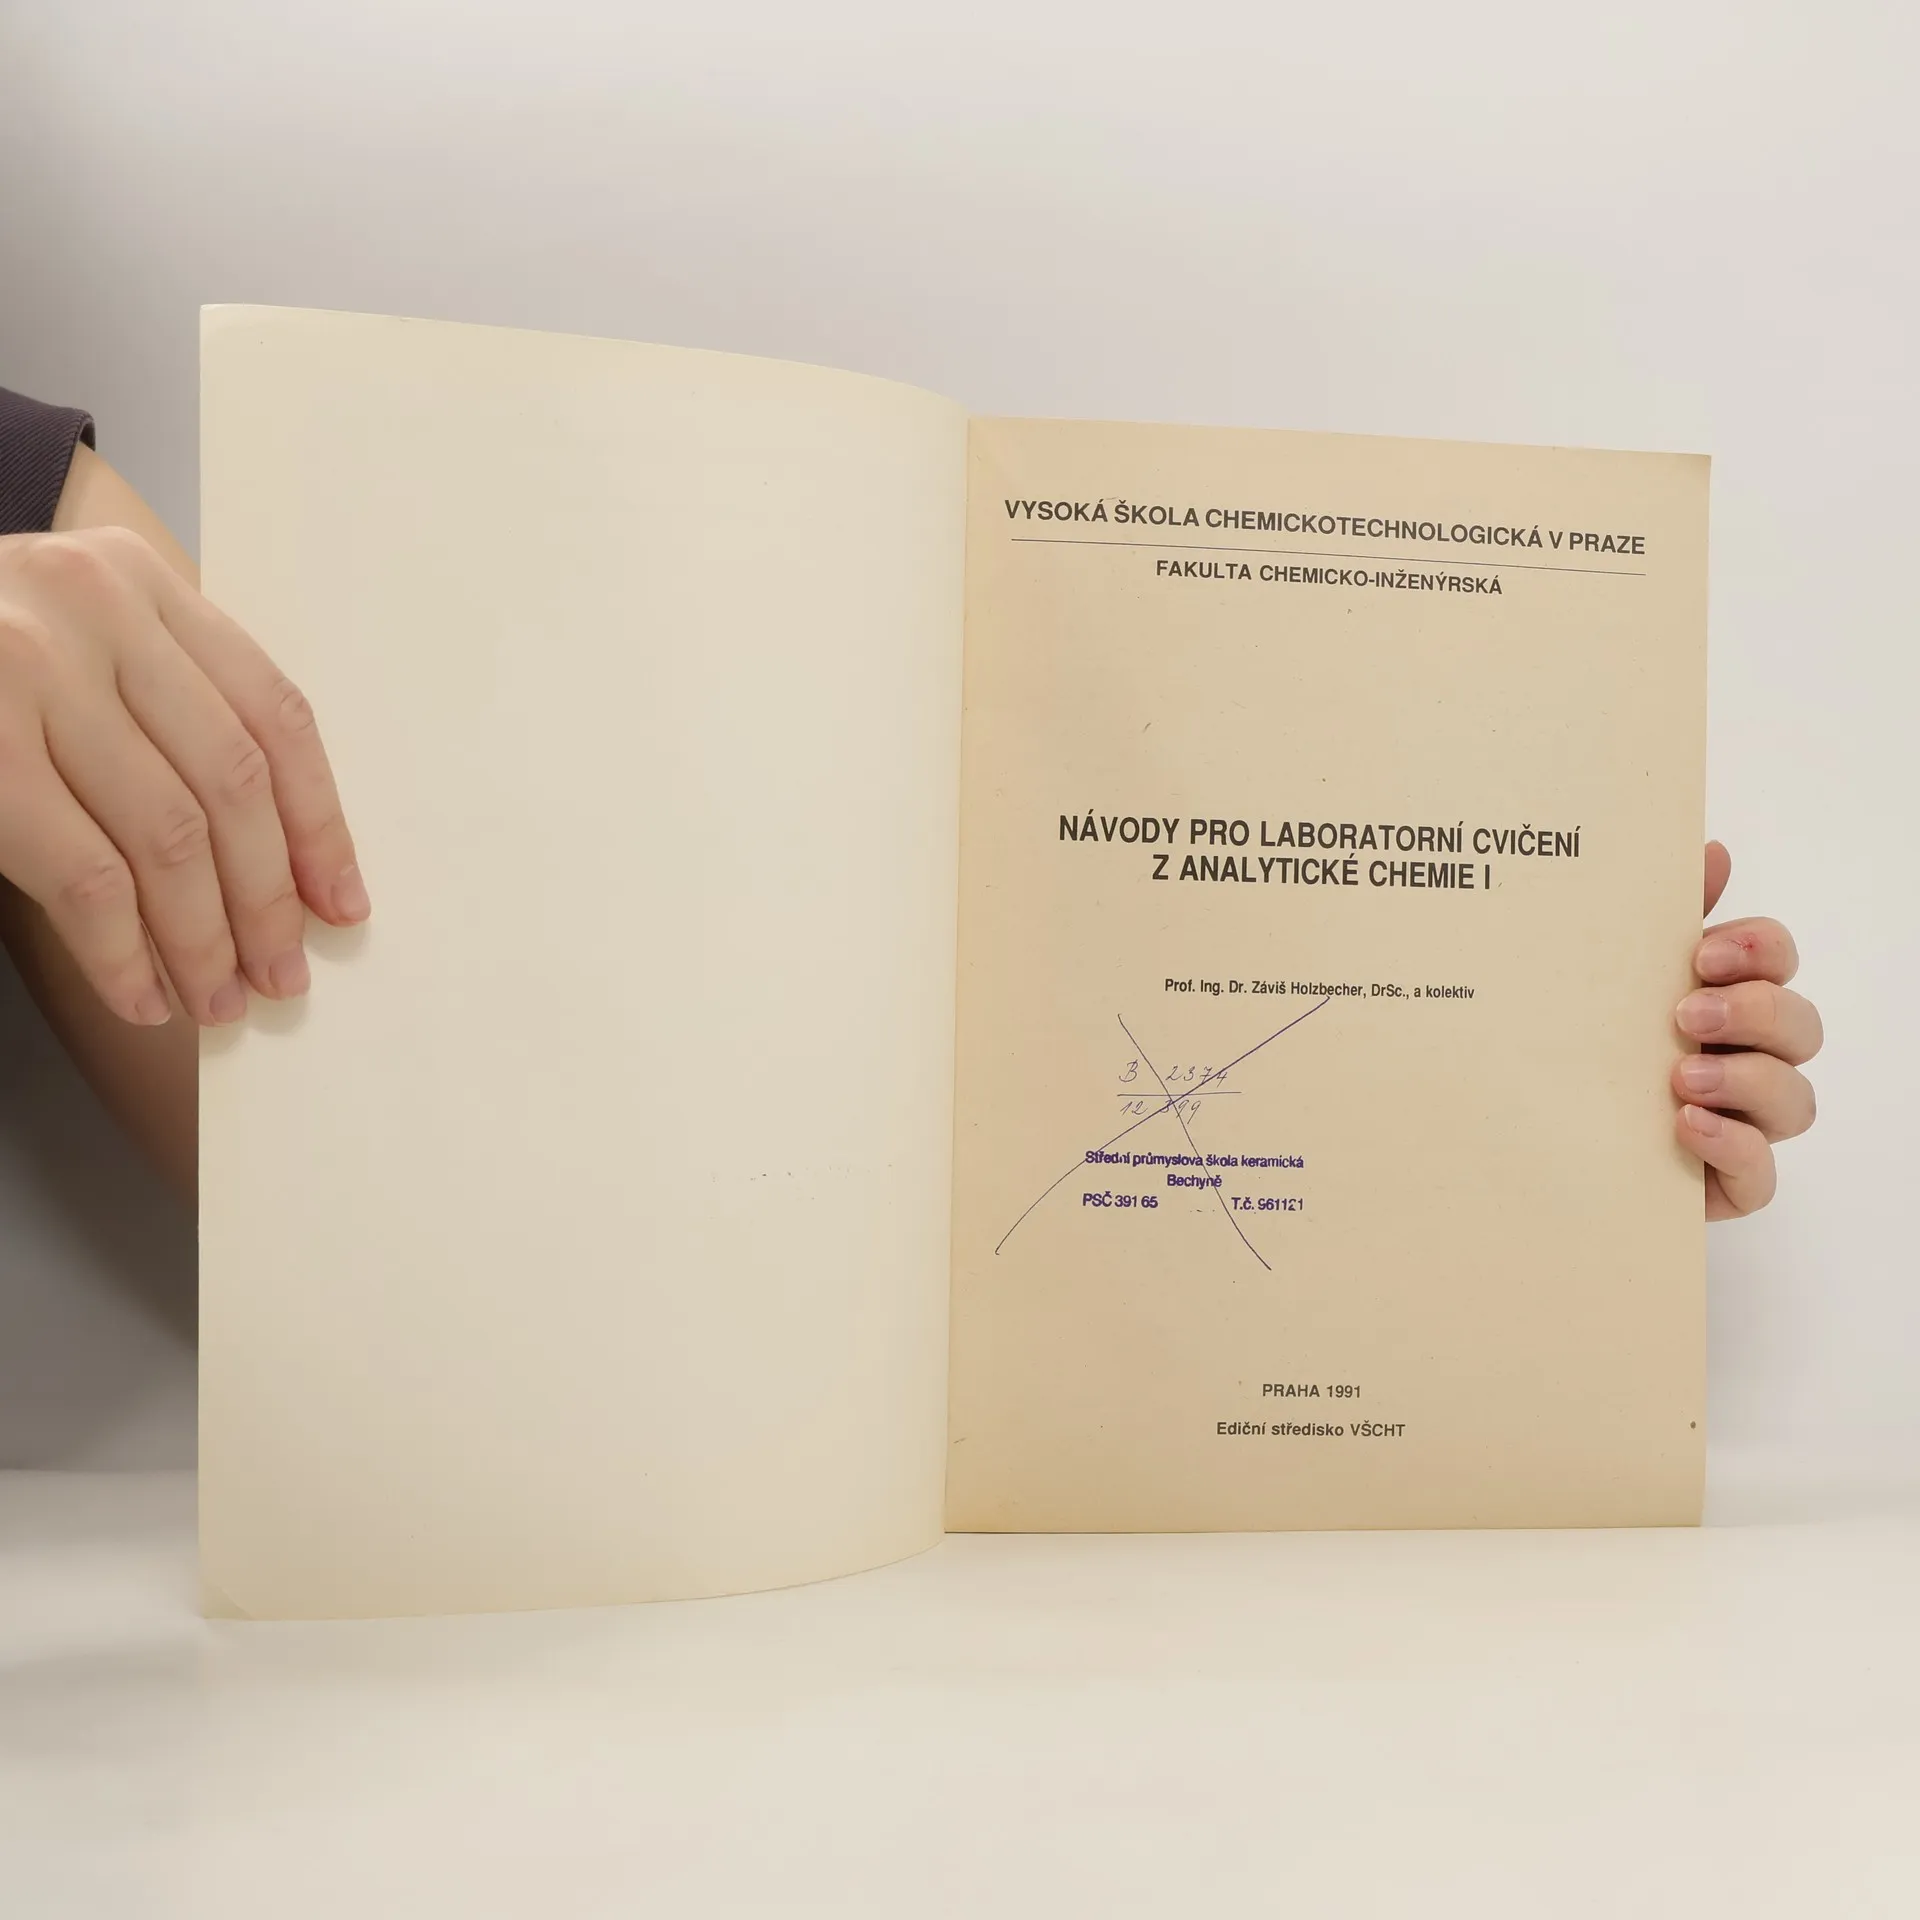 VYSOKÁ ŠKOLA CHEMICKOTECHNOLOGICKÁ V PRAZE
FAKULTA CHEMICKO-INŽENÝRSKÁ
NÁVODY PRO LABORATORNÍ CVIČENÍ
Z ANALYTICKÉ CHEMIE I
Prof. Ing. Dr. Záviš Holzbecher, DrSc., a kolektiv
B 2374
12 399
Střední průmyslova škola keramická
Bechyně
PSČ 391 65 T.č. 961121
PRAHA 1991
Ediční středisko VŠCHT